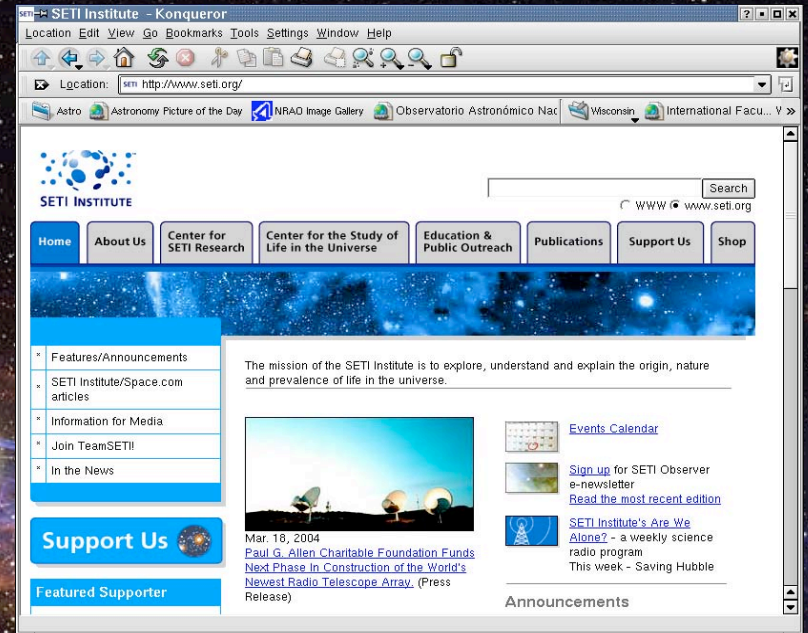 SETI Institute - Konqueror
Location Edit View Go Bookmarks Tools Settings Window Help
Location: http://www.seti.org/
Astro Astronomy Picture of the Day NRAO Image Gallery Observatorio Astronómico Nac Wisconsin International Facu...
SETI INSTITUTE
Search
WWW www.seti.org
Home
About Us
Center for
SETI Research
Center for the Study of
Life in the Universe
Education &
Public Outreach
Publications
Support Us
Shop
Features/Announcements
SETI Institute/Space.com
articles
Information for Media
Join TeamSETI!
In the News
Support Us
Featured Supporter
The mission of the SETI Institute is to explore, understand and explain the origin, nature
and prevalence of life in the universe.
Mar. 18, 2004
Paul G. Allen Charitable Foundation Funds
Next Phase In Construction of the World's
Newest Radio Telescope Array. (Press
Release)
Events Calendar
Sign up for SETI Observer
e-newsletter
Read the most recent edition
SETI Institute's Are We
Alone? - a weekly science
radio program
This week - Saving Hubble
Announcements